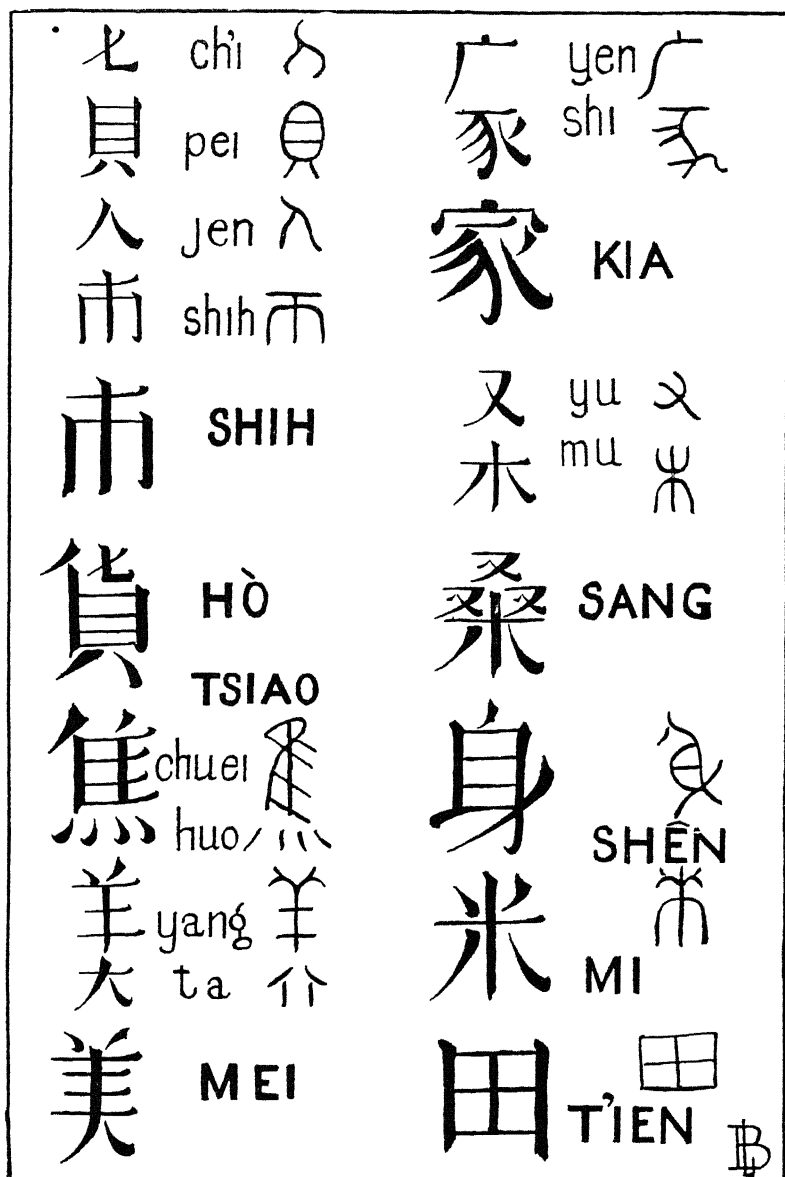 匕 ch'i
貝 pei
人 jen
市 shih
市 SHIH
貨 HÒ
TSIAO
焦 chuei
huo
羊 yang
大 ta
美 MEI
广 yen
豕 shi
家 KIA
又 yu
木 mu
桑 SANG
身 SHÊN
米 MI
田 T'IEN